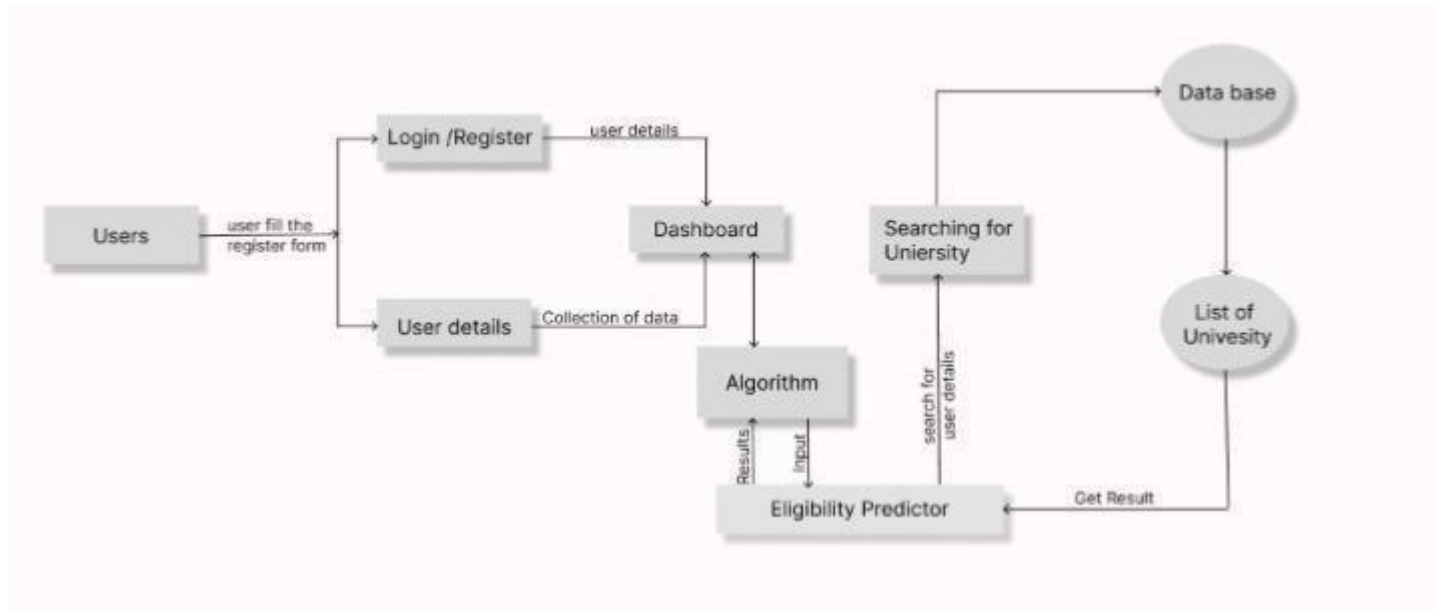 Data base
Login /Register
user details
Users
user fill the
register form
Dashboard
Searching for
Uniersity
User details
Collection of data
List of
Univesity
Algorithm
search for
user details
Results
input
Eligibility Predictor
Get Result